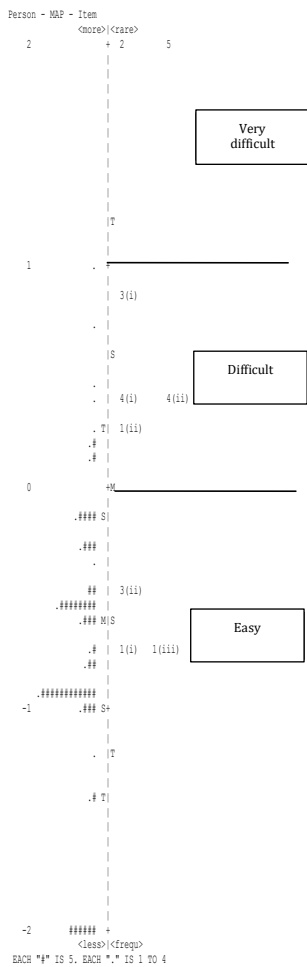 Person - MAP - Item
<more>|<rare>
2 + 2 5
|
|
|
Very
difficult
|
|
|
|
|T
|
1 . +
|
3(i)
|
. |
|
|S
Difficult
. |
. | 4(i) 4(ii)
|
. T| 1(ii)
.# |
.# |
|
0 +M
|
.#### S|
|
.### |
. |
|
## | 3(ii)
.####### |
.### M|S
Easy
|
.# | 1(i) 1(iii)
.## |
|
.############ |
-1 .### S+
|
|
. |T
|
.# T|
|
|
|
|
|
-2 ###### +
<less>|<frequ>
EACH "#" IS 5. EACH "." IS 1 TO 4